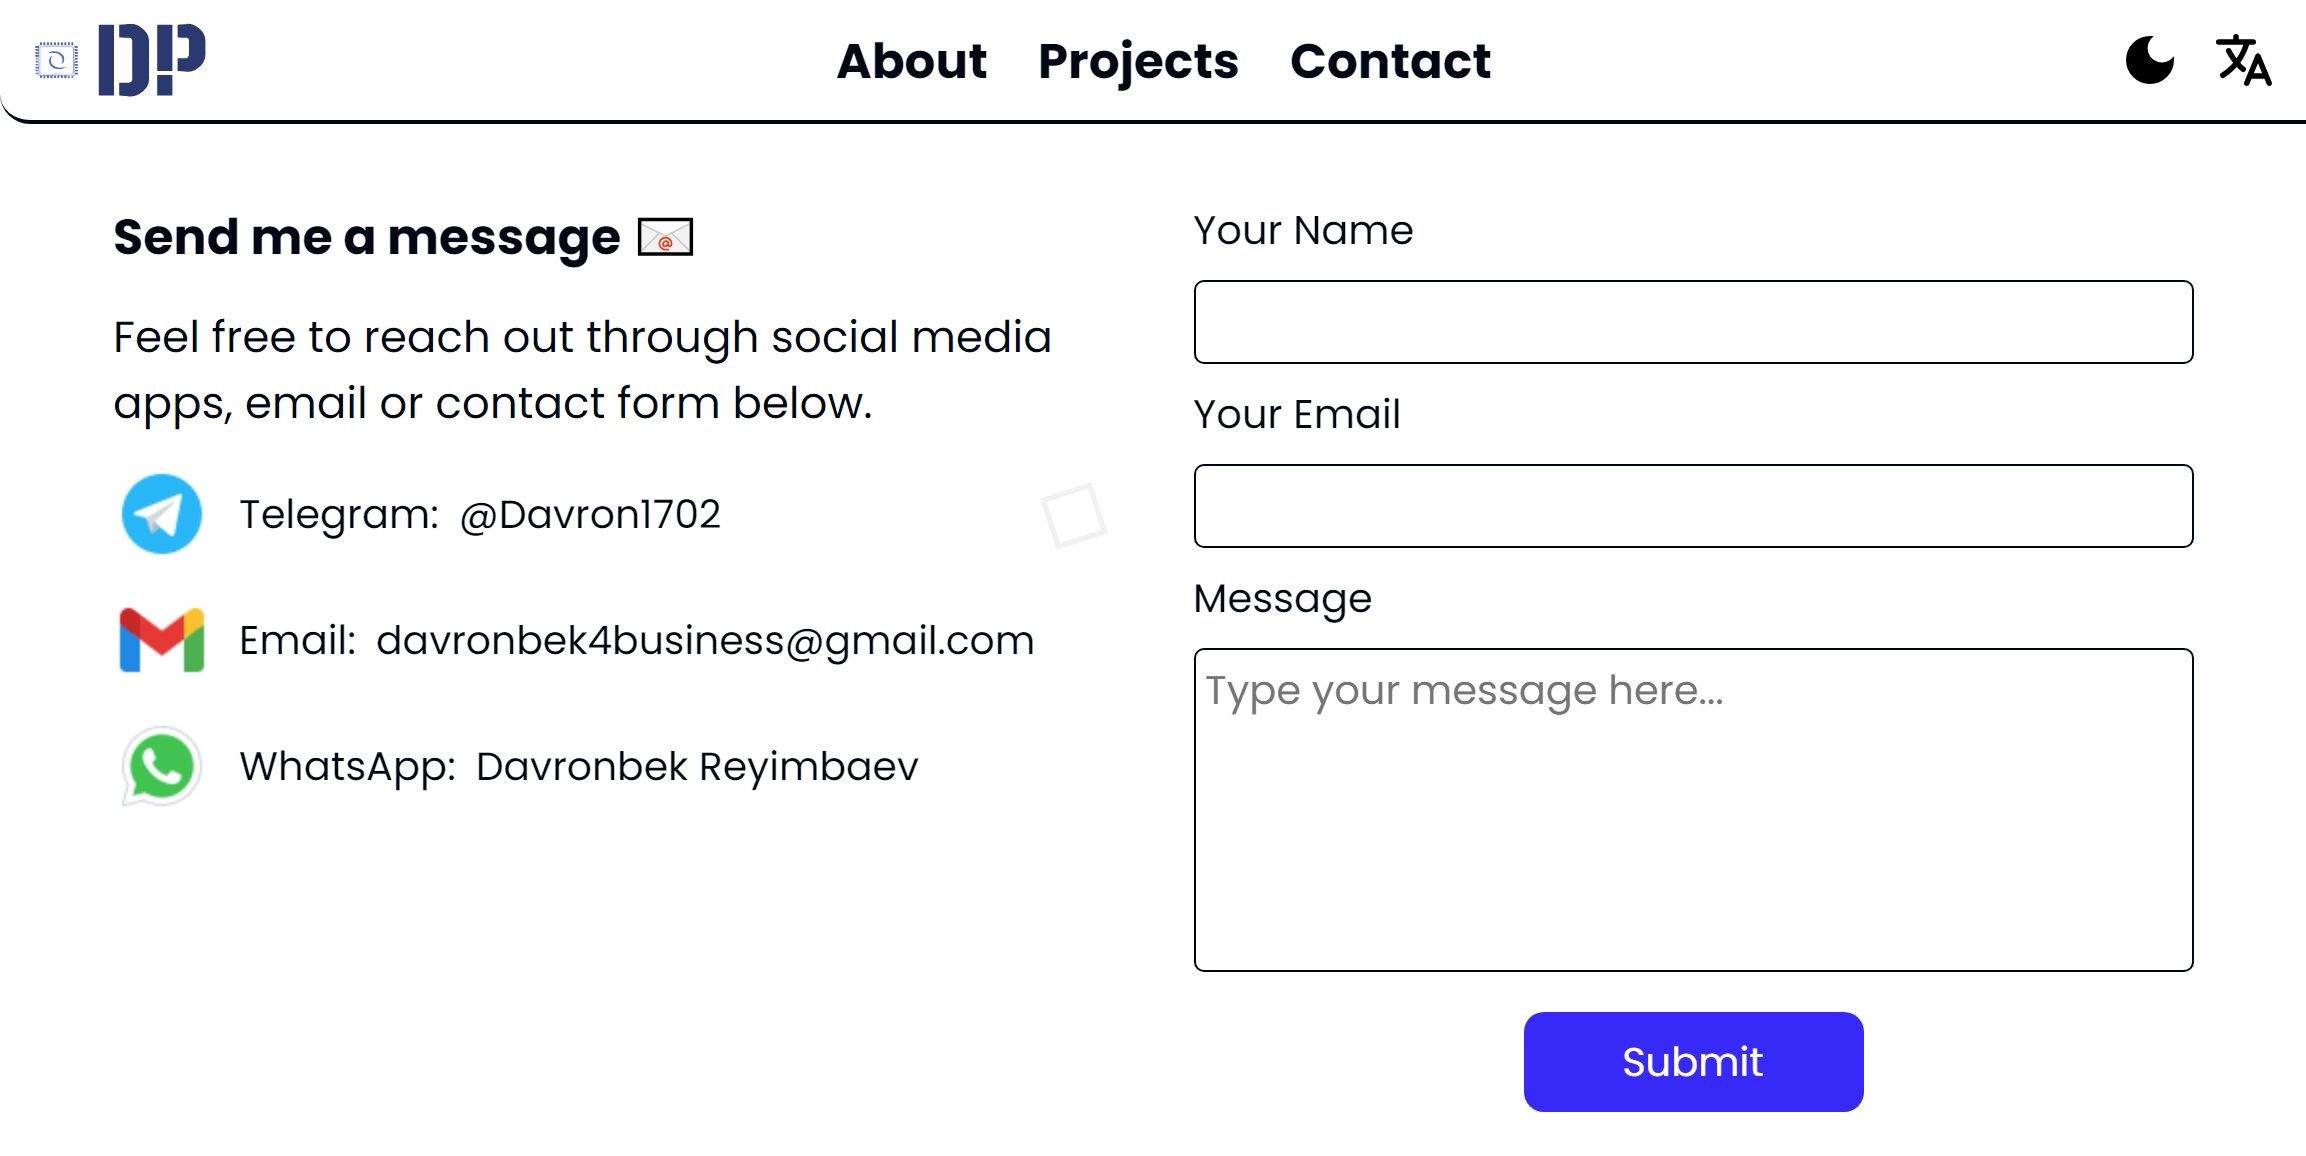 DP
About Projects Contact
Send me a message
Feel free to reach out through social media
apps, email or contact form below.
Telegram: @Davron1702
Email: davronbek4business@gmail.com
WhatsApp: Davronbek Reyimbaev
Your Name
Your Email
Message
Type your message here...
Submit